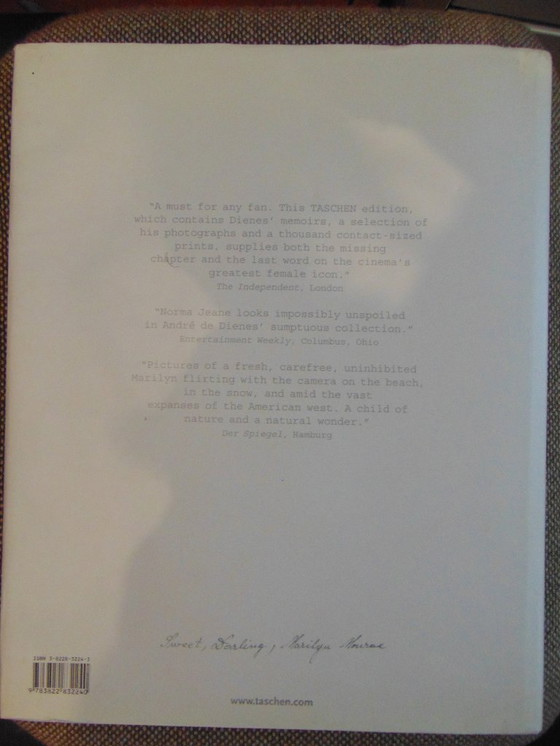 "A must for any fan. This TASCHEN edition,
which contains Dienes' memoirs, a selection of
his photographs and a thousand contact-sized
prints, supplies both the missing
chapter and the last word on the cinema's
greatest female icon."
The Independent, London
"Norma Jeane looks impossibly unspoiled
in André de Dienes' sumptuous collection."
Entertainment Weekly, Columbus, Ohio
"Pictures of a fresh, carefree, uninhibited
Marilyn flirting with the camera on the beach,
in the snow, and amid the vast
expanses of the American west. A child of
nature and a natural wonder."
Der Spiegel, Hamburg
Sweet, Darling, Marilyn Mourne
ISBN
www.taschen.com